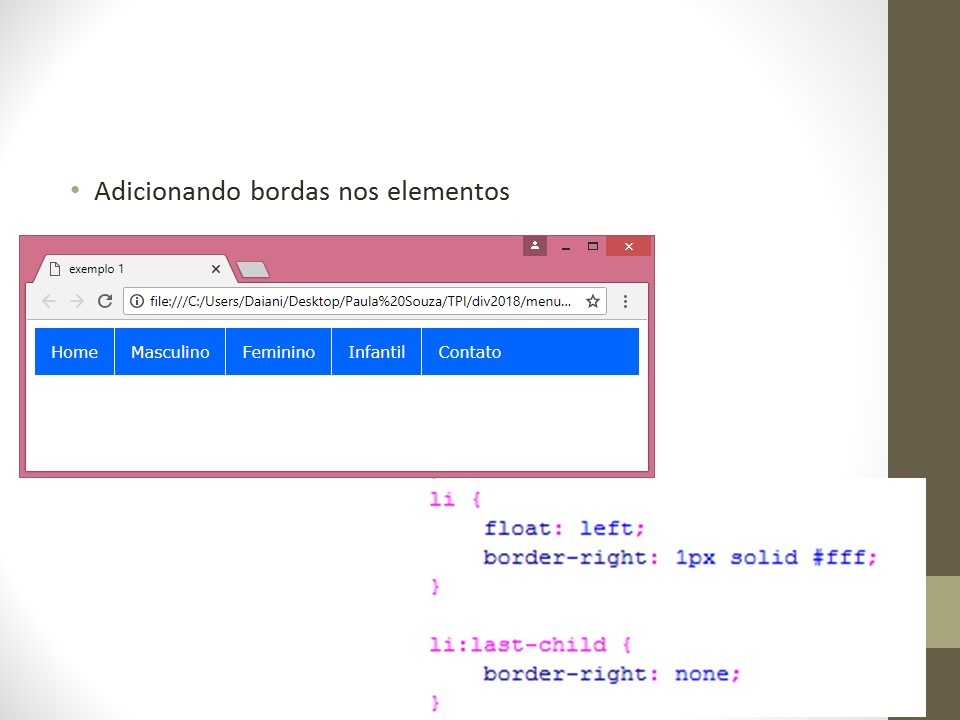 • Adicionando bordas nos elementos
exemplo 1
file:///C:/Users/Daiani/Desktop/Paula%20Souza/TPI/div2018/menu...
Home Masculino Feminino Infantil Contato
li {
float: left;
border-right: 1px solid #fff;
}
li:last-child {
border-right: none;
}